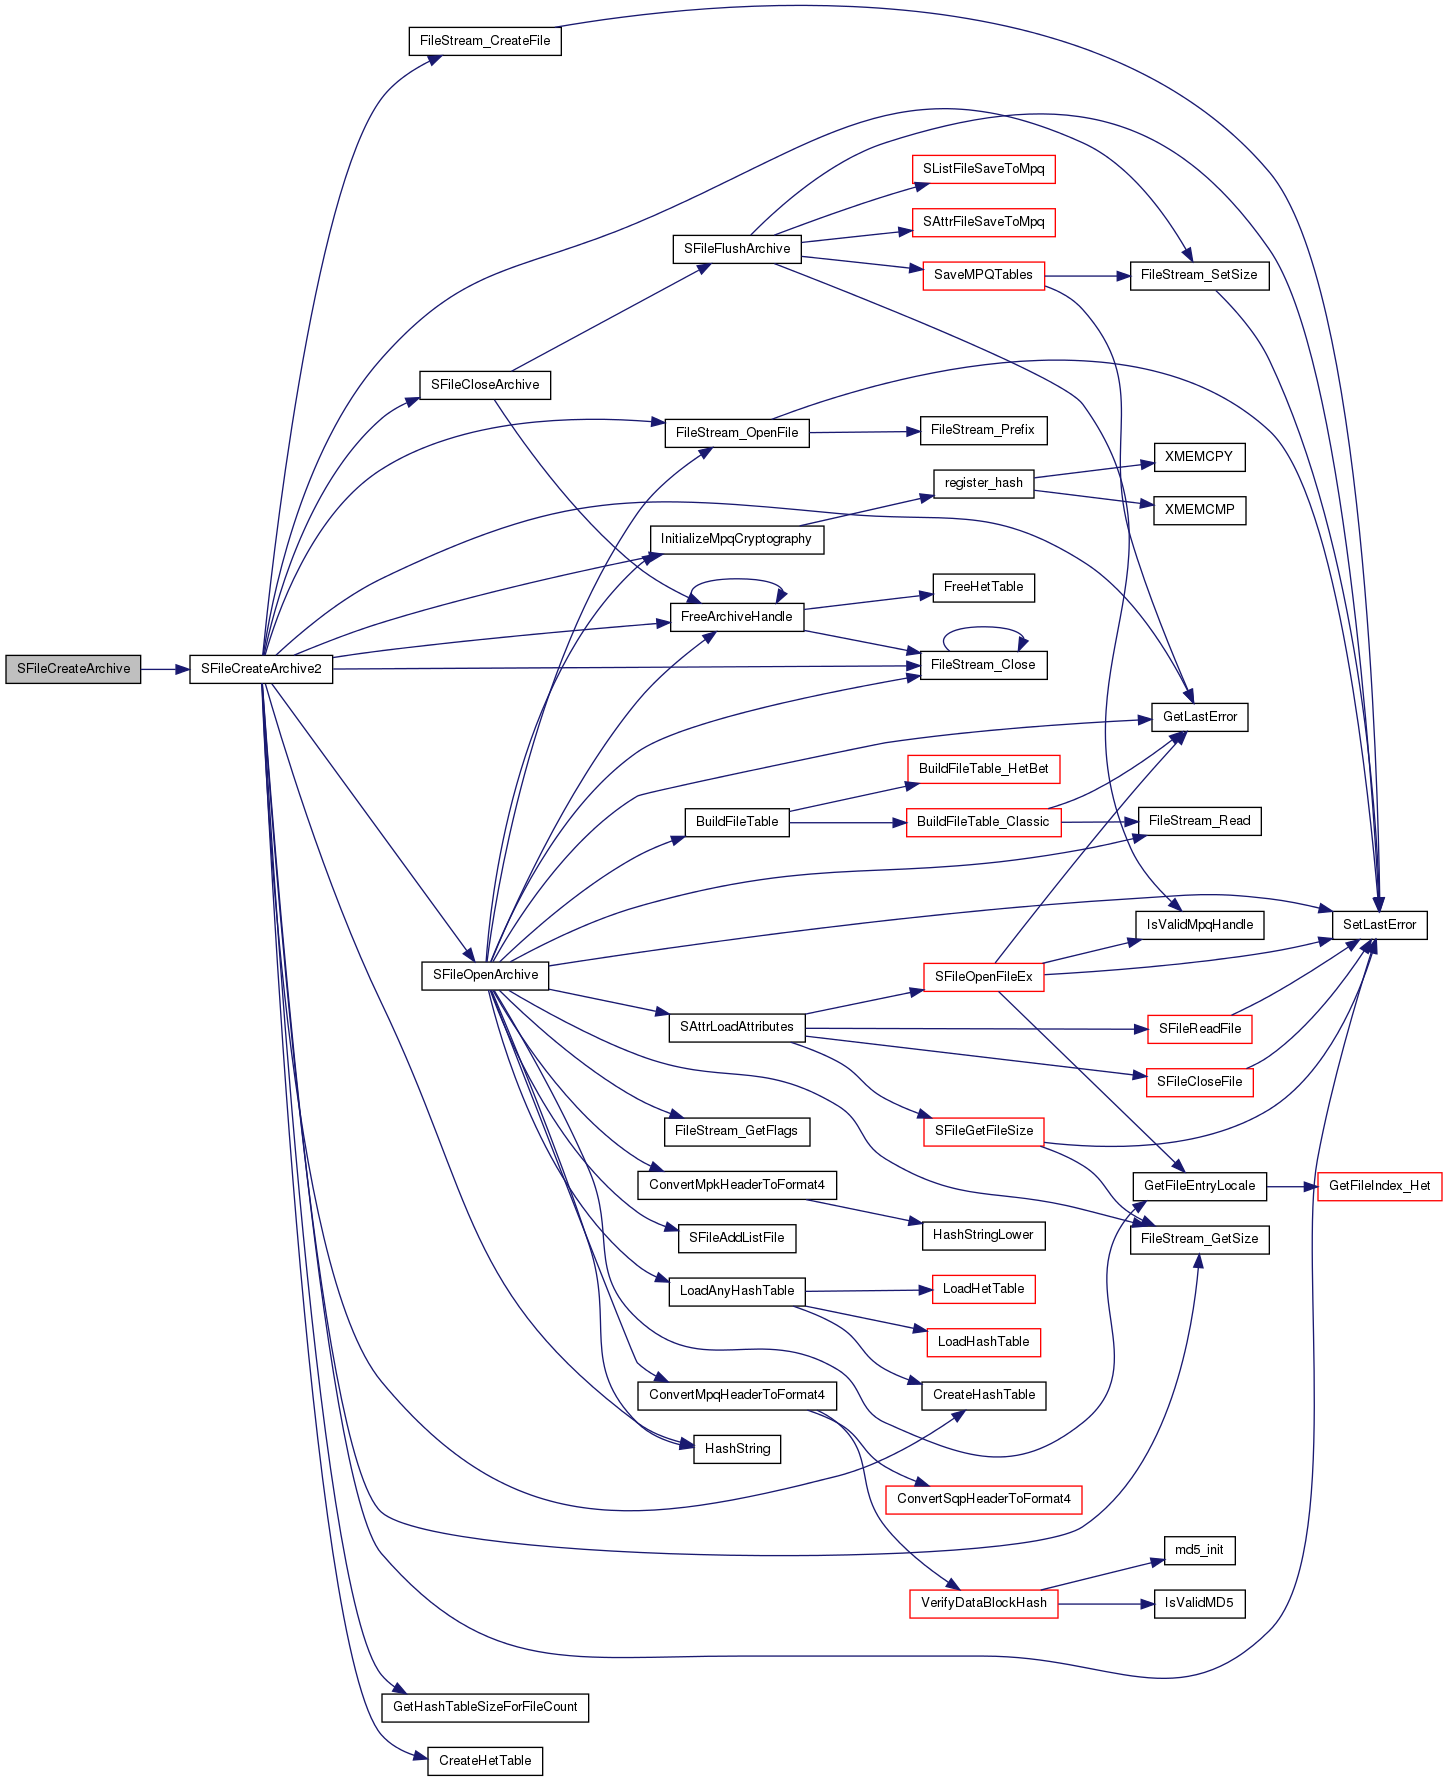 FileStream_CreateFile
SListFileSaveToMpq
SAttrFileSaveToMpq
SFileFlushArchive
SaveMPQTables
FileStream_SetSize
SFileCloseArchive
FileStream_OpenFile
FileStream_Prefix
XMEMCPY
register_hash
XMEMCMP
InitializeMpqCryptography
FreeHetTable
FreeArchiveHandle
SFileCreateArchive
SFileCreateArchive2
FileStream_Close
GetLastError
BuildFileTable_HetBet
BuildFileTable
BuildFileTable_Classic
FileStream_Read
IsValidMpqHandle
SetLastError
SFileOpenArchive
SFileOpenFileEx
SAttrLoadAttributes
SFileReadFile
SFileCloseFile
FileStream_GetFlags
SFileGetFileSize
ConvertMpkHeaderToFormat4
GetFileEntryLocale
GetFileIndex_Het
SFileAddListFile
HashStringLower
FileStream_GetSize
LoadAnyHashTable
LoadHetTable
LoadHashTable
ConvertMpqHeaderToFormat4
CreateHashTable
HashString
ConvertSqpHeaderToFormat4
md5_init
VerifyDataBlockHash
IsValidMD5
GetHashTableSizeForFileCount
CreateHetTable